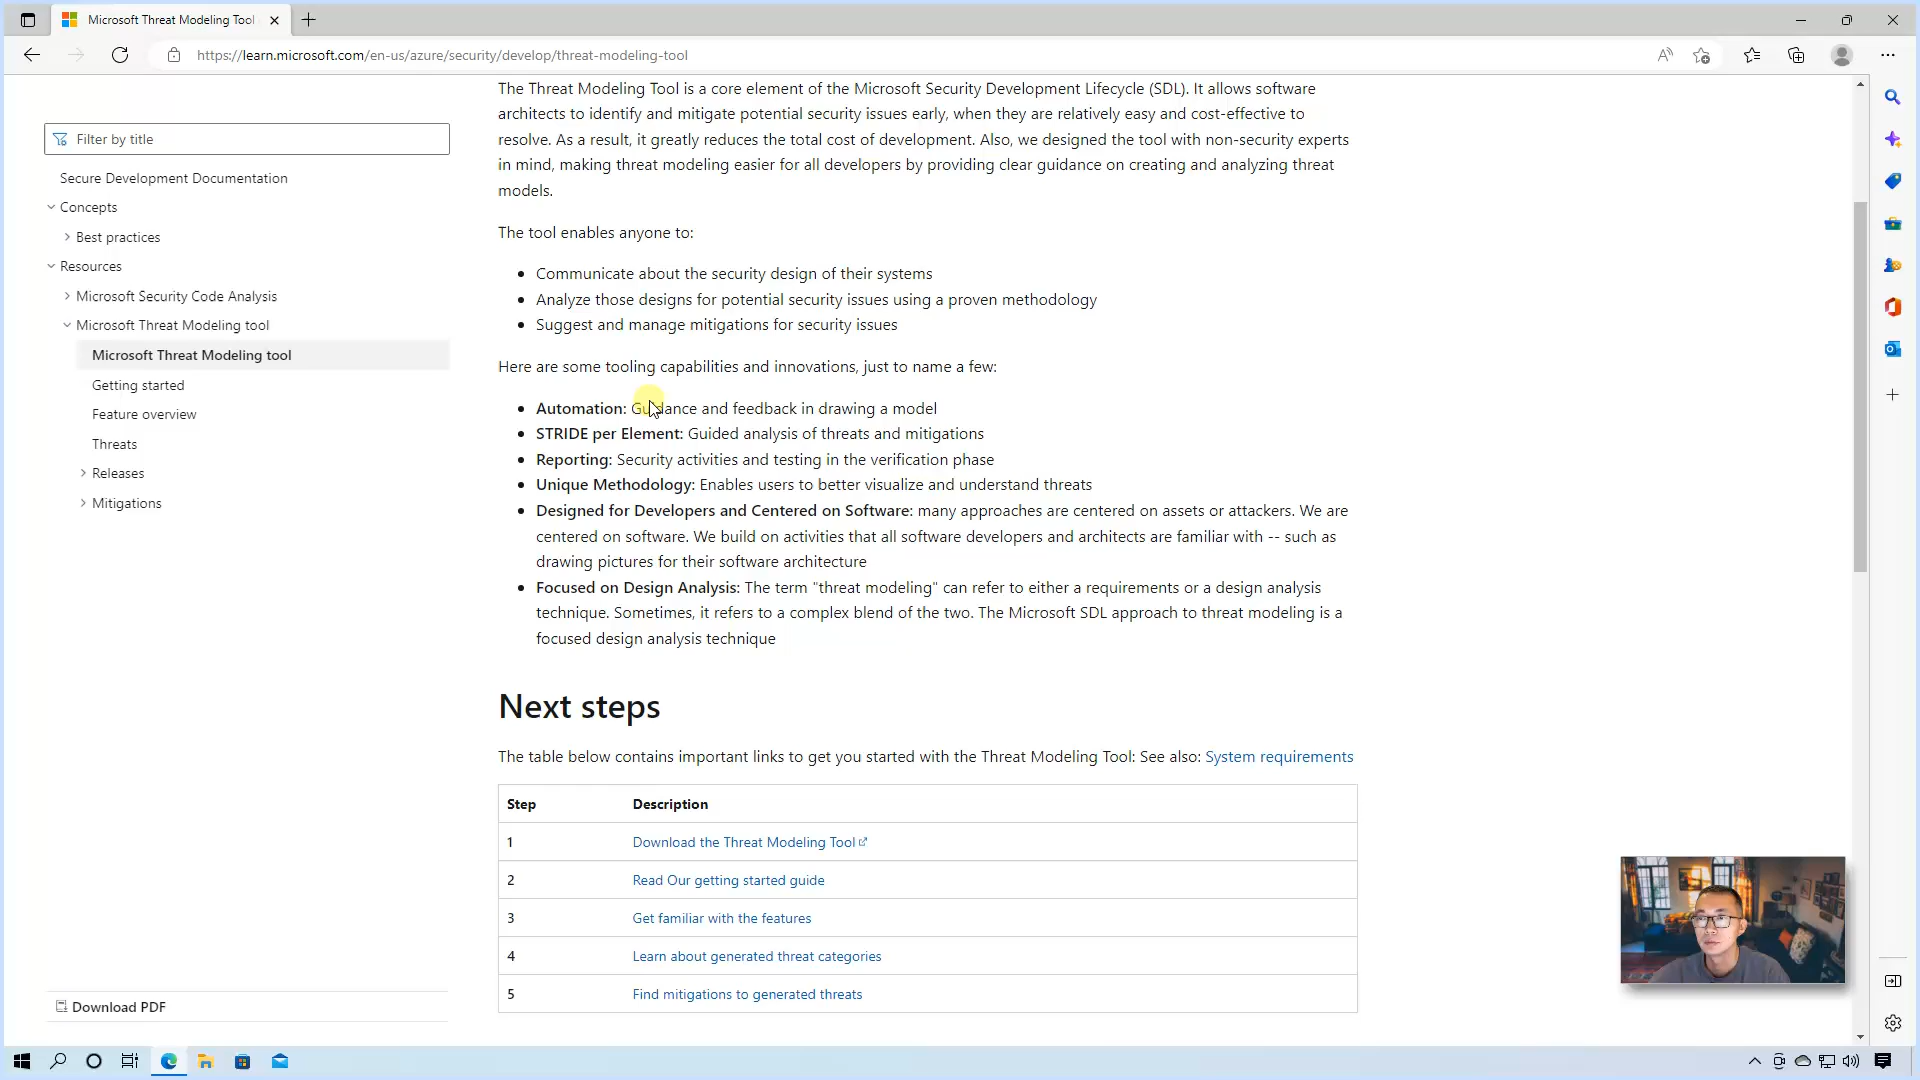 Microsoft Threat Modeling Tool
https://learn.microsoft.com/en-us/azure/security/develop/threat-modeling-tool
Filter by title
Secure Development Documentation
Concepts
Best practices
Resources
Microsoft Security Code Analysis
Microsoft Threat Modeling tool
Microsoft Threat Modeling tool
Getting started
Feature overview
Threats
Releases
Mitigations
Download PDF
The Threat Modeling Tool is a core element of the Microsoft Security Development Lifecycle (SDL). It allows software
architects to identify and mitigate potential security issues early, when they are relatively easy and cost-effective to
resolve. As a result, it greatly reduces the total cost of development. Also, we designed the tool with non-security experts
in mind, making threat modeling easier for all developers by providing clear guidance on creating and analyzing threat
models.
The tool enables anyone to:
Communicate about the security design of their systems
Analyze those designs for potential security issues using a proven methodology
Suggest and manage mitigations for security issues
Here are some tooling capabilities and innovations, just to name a few:
Automation: Guidance and feedback in drawing a model
STRIDE per Element: Guided analysis of threats and mitigations
Reporting: Security activities and testing in the verification phase
Unique Methodology: Enables users to better visualize and understand threats
Designed for Developers and Centered on Software: many approaches are centered on assets or attackers. We are
centered on software. We build on activities that all software developers and architects are familiar with -- such as
drawing pictures for their software architecture
Focused on Design Analysis: The term "threat modeling" can refer to either a requirements or a design analysis
technique. Sometimes, it refers to a complex blend of the two. The Microsoft SDL approach to threat modeling is a
focused design analysis technique
Next steps
The table below contains important links to get you started with the Threat Modeling Tool: See also: System requirements
Step Description
1 Download the Threat Modeling Tool
2 Read Our getting started guide
3 Get familiar with the features
4 Learn about generated threat categories
5 Find mitigations to generated threats